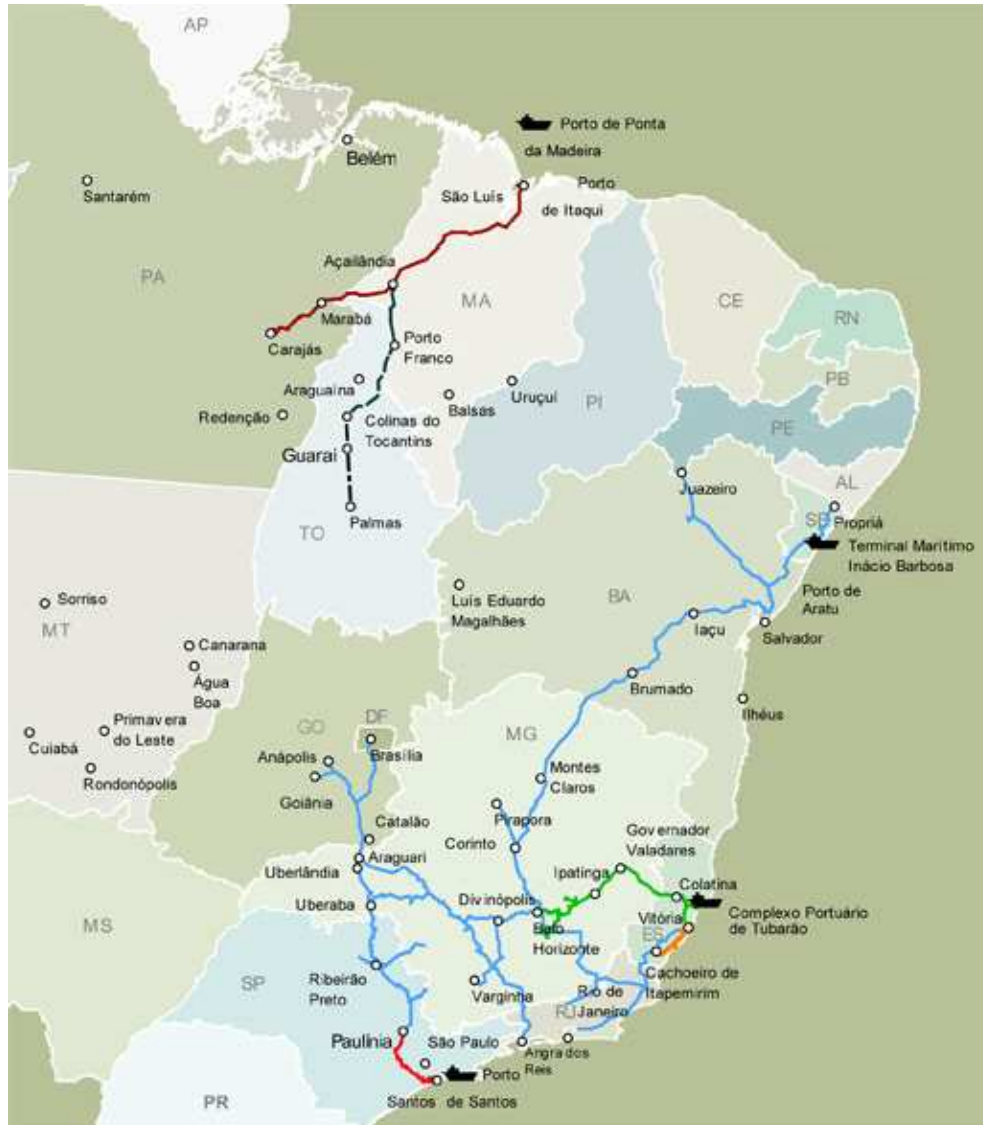 AP
Porto de Ponta
da Madeira
Belém
Santarém
São Luís
Porto
de Itaqui
Açailândia
PA
MA
CE
Marabá
RN
Carajás
Porto
Franco
PB
Araguaína
Balsas
Uruçuí
PI
Redenção
Colinas do
Tocantins
PE
Guaraí
Juazeiro
AL
Palmas
TO
SE
Propriá
Terminal Marítimo
Inácio Barbosa
Sorriso
Luís Eduardo
Magalhães
BA
Porto de
Aratu
MT
Iaçu
Salvador
Canarana
Água
Boa
Brumado
Ilhéus
GO
DF
MG
Primavera
do Leste
Cuiabá
Brasília
Anápolis
Rondonópolis
Goiânia
Montes
Claros
Pirapora
Catalão
Corinto
Governador
Valadares
Araguari
Uberlândia
Ipatinga
Colatina
Uberaba
Divinópolis
Vitória
Complexo Portuário
de Tubarão
MS
Belo
Horizonte
ES
Cachoeiro de
Itapemirim
SP
Ribeirão
Preto
Varginha
Rio de
Janeiro
RJ
Paulínia
São Paulo
Angra dos
Reis
Porto
de Santos
Santos
PR